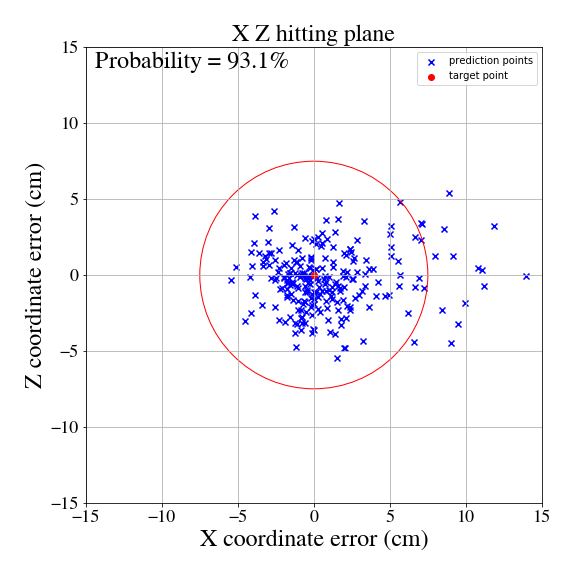 X Z hitting plane
Probability = 93.1%
prediction points
target point
15
10
5
0
−5
−10
−15
−15
−10
−5
0
5
10
15
Z coordinate error (cm)
X coordinate error (cm)